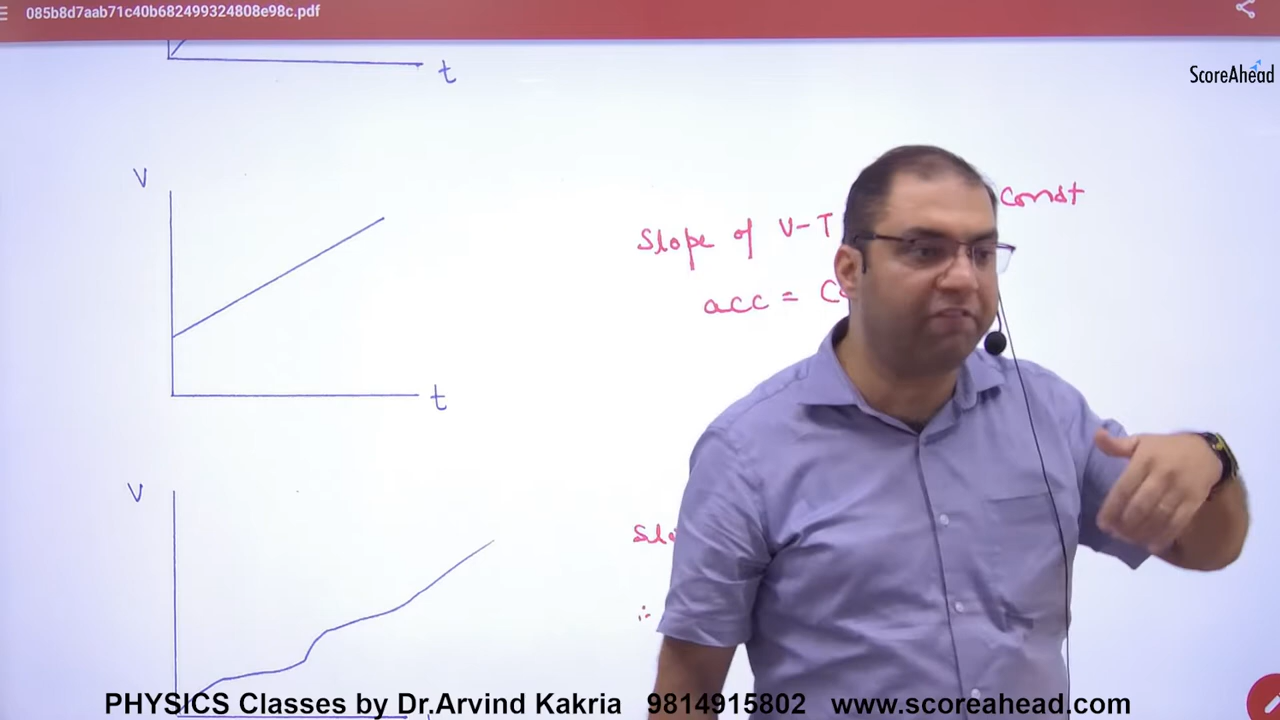 085b8d7aab71c40b682499324808e98c.pdf
ScoreAhead
t
V
const
Slope of V-T
acc =
t
V
∴
PHYSICS Classes by Dr.Arvind Kakria 9814915802 www.scoreahead.com